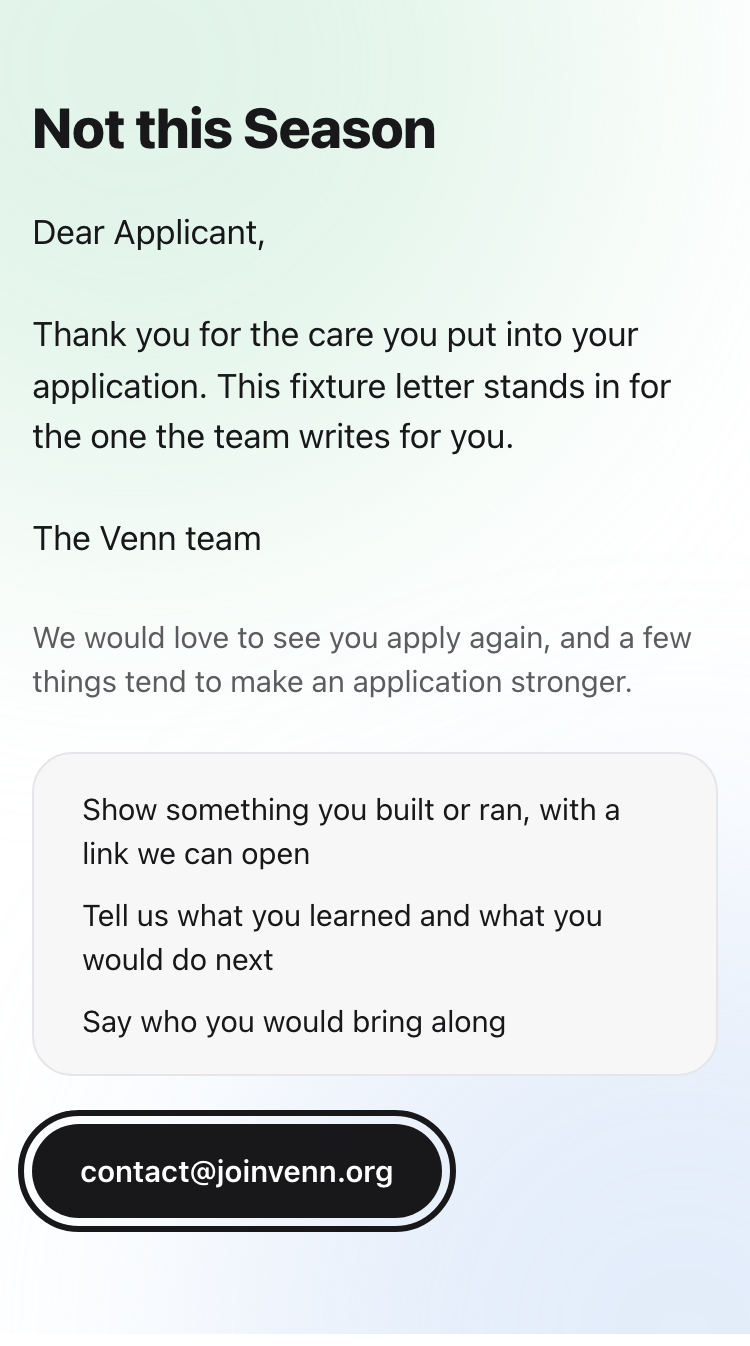 Not this Season
Dear Applicant,
Thank you for the care you put into your
application. This fixture letter stands in for
the one the team writes for you.
The Venn team
We would love to see you apply again, and a few
things tend to make an application stronger.
Show something you built or ran, with a
link we can open
Tell us what you learned and what you
would do next
Say who you would bring along
contact@joinvenn.org